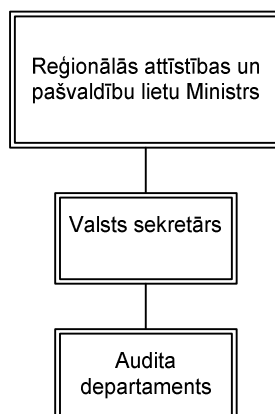 Reģionālās attīstības un
pašvaldību lietu Ministrs
Valsts sekretārs
Audita
departaments